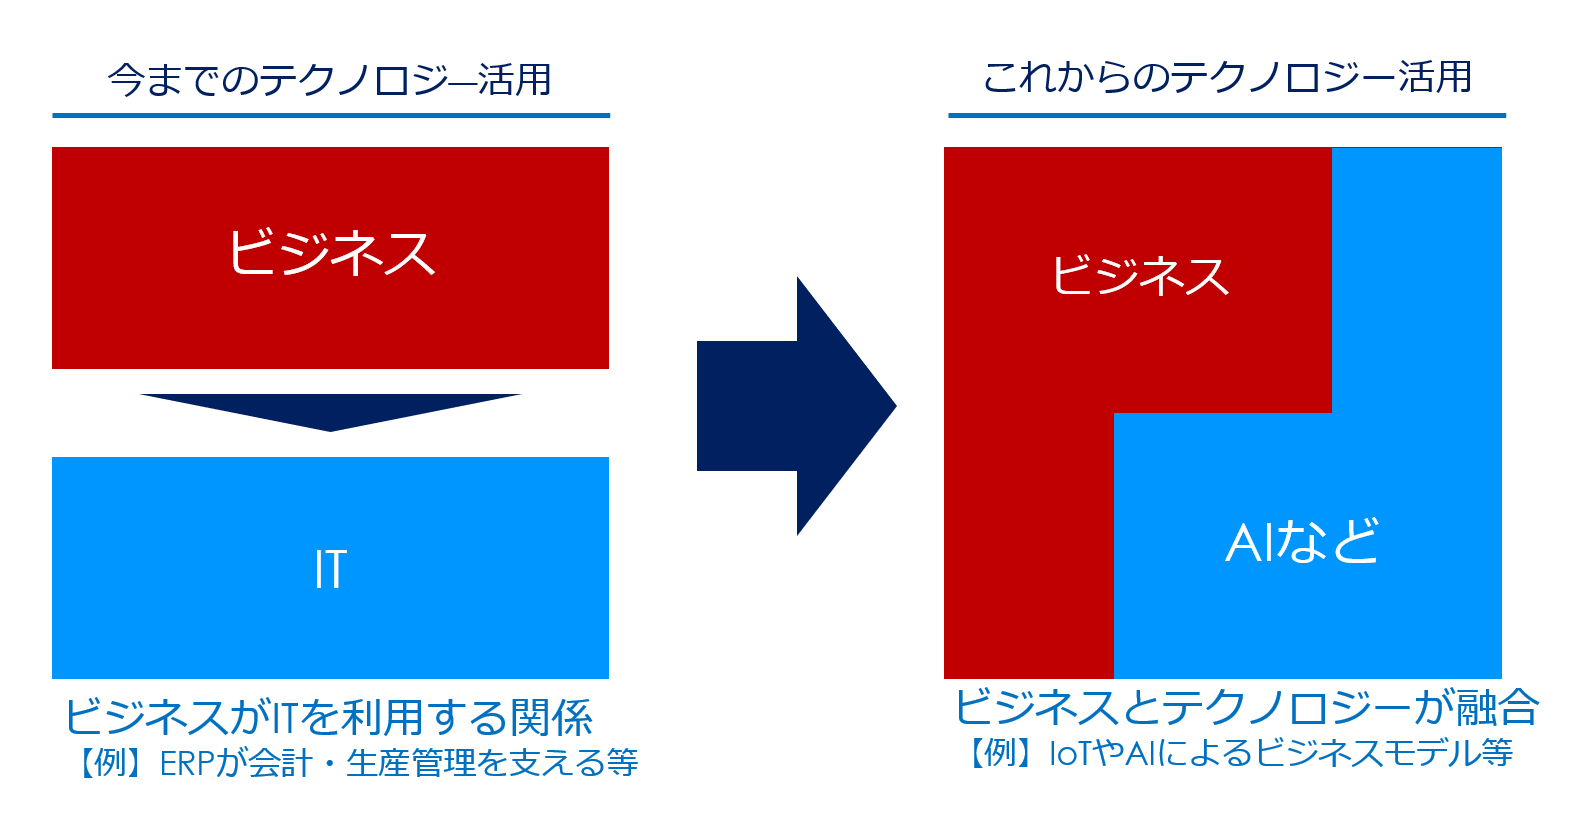 今までのテクノロジ―活用
ビジネス
IT
ビジネスがITを利用する関係
【例】ERPが会計・生産管理を支える等
これからのテクノロジー活用
ビジネス
AIなど
ビジネスとテクノロジーが融合
【例】IoTやAIによるビジネスモデル等